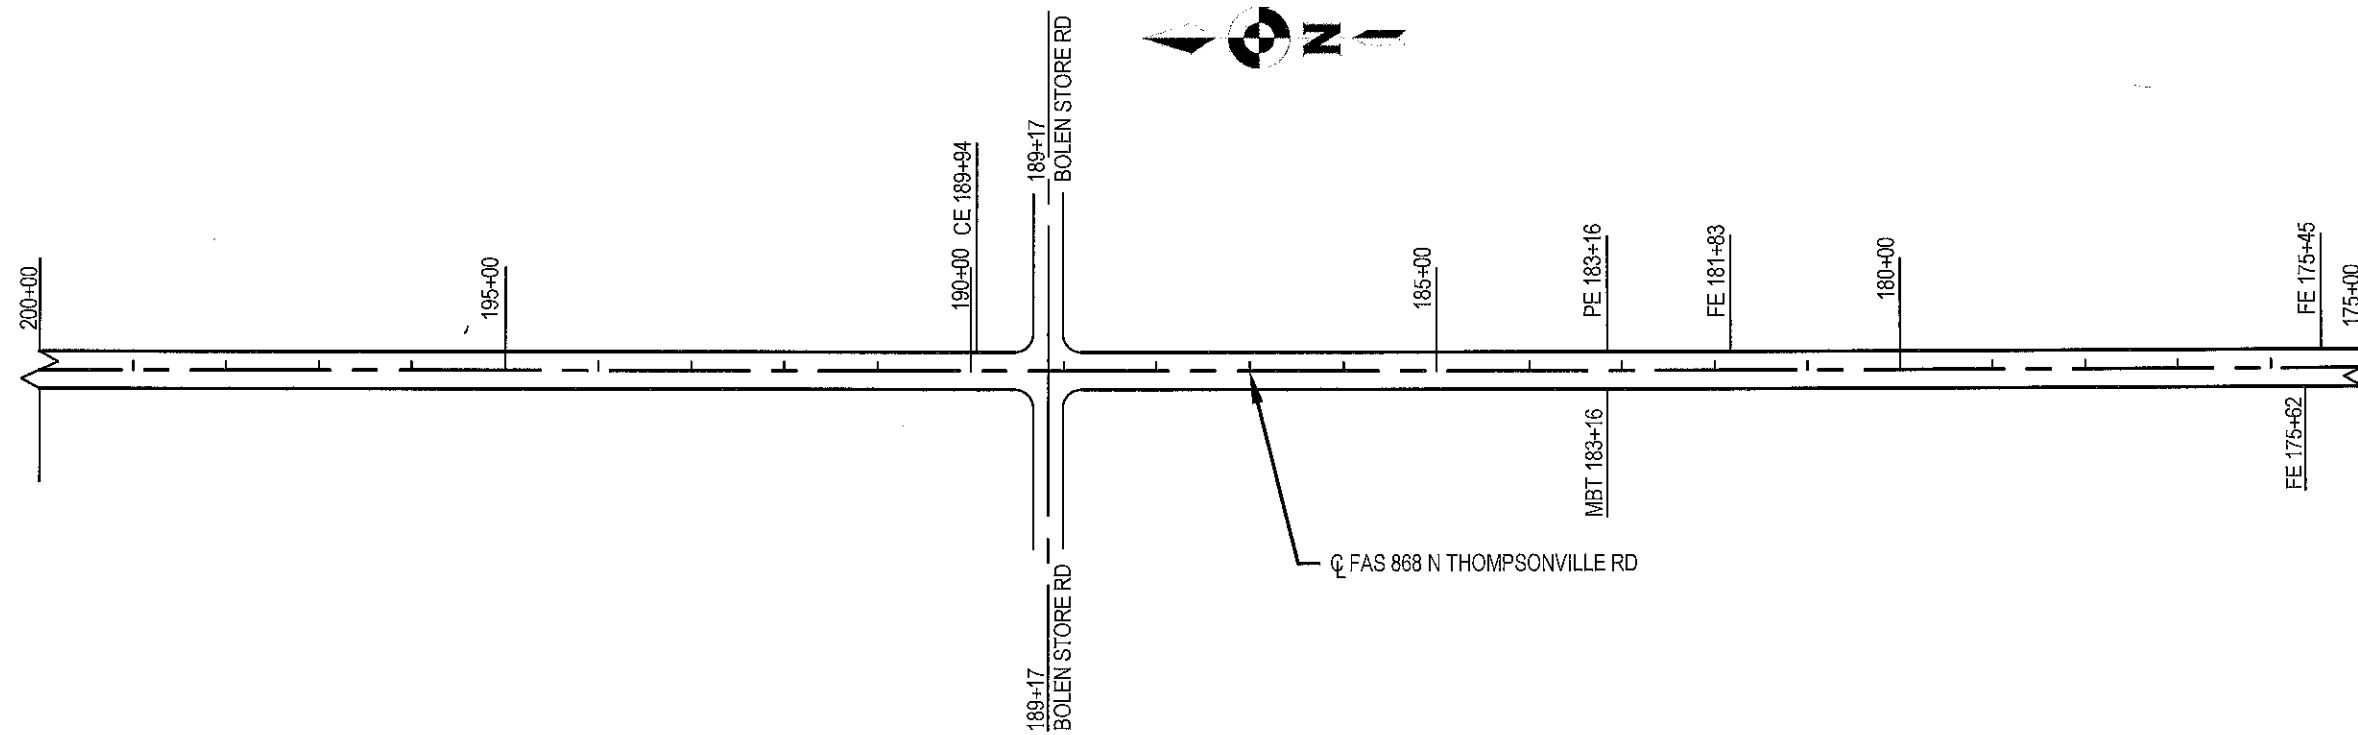 N
189+17
BOLEN STORE RD
200+00
195+00
190+00
CE 189+94
185+00
PE 183+16
FE 181+83
180+00
FE 175+45
175+00
MBT 183+16
FE 175+62
℄ FAS 868 N THOMPSONVILLE RD
189+17
BOLEN STORE RD